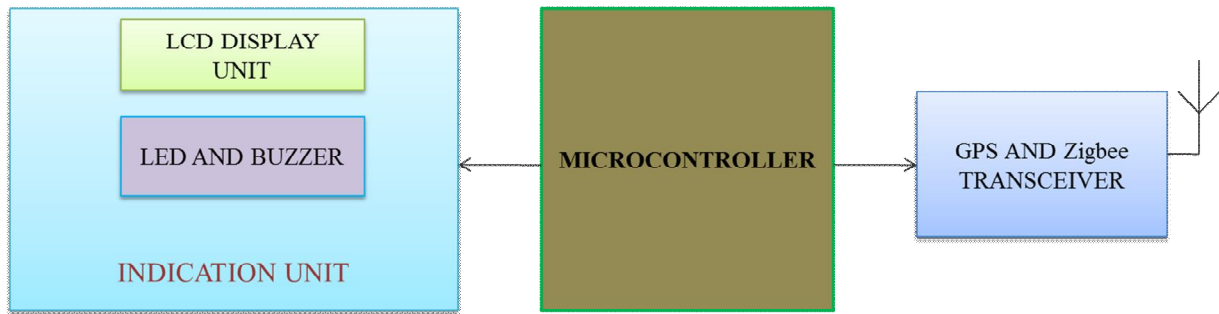 LCD DISPLAY
UNIT
LED AND BUZZER
INDICATION UNIT
MICROCONTROLLER
GPS AND Zigbee
TRANSCEIVER